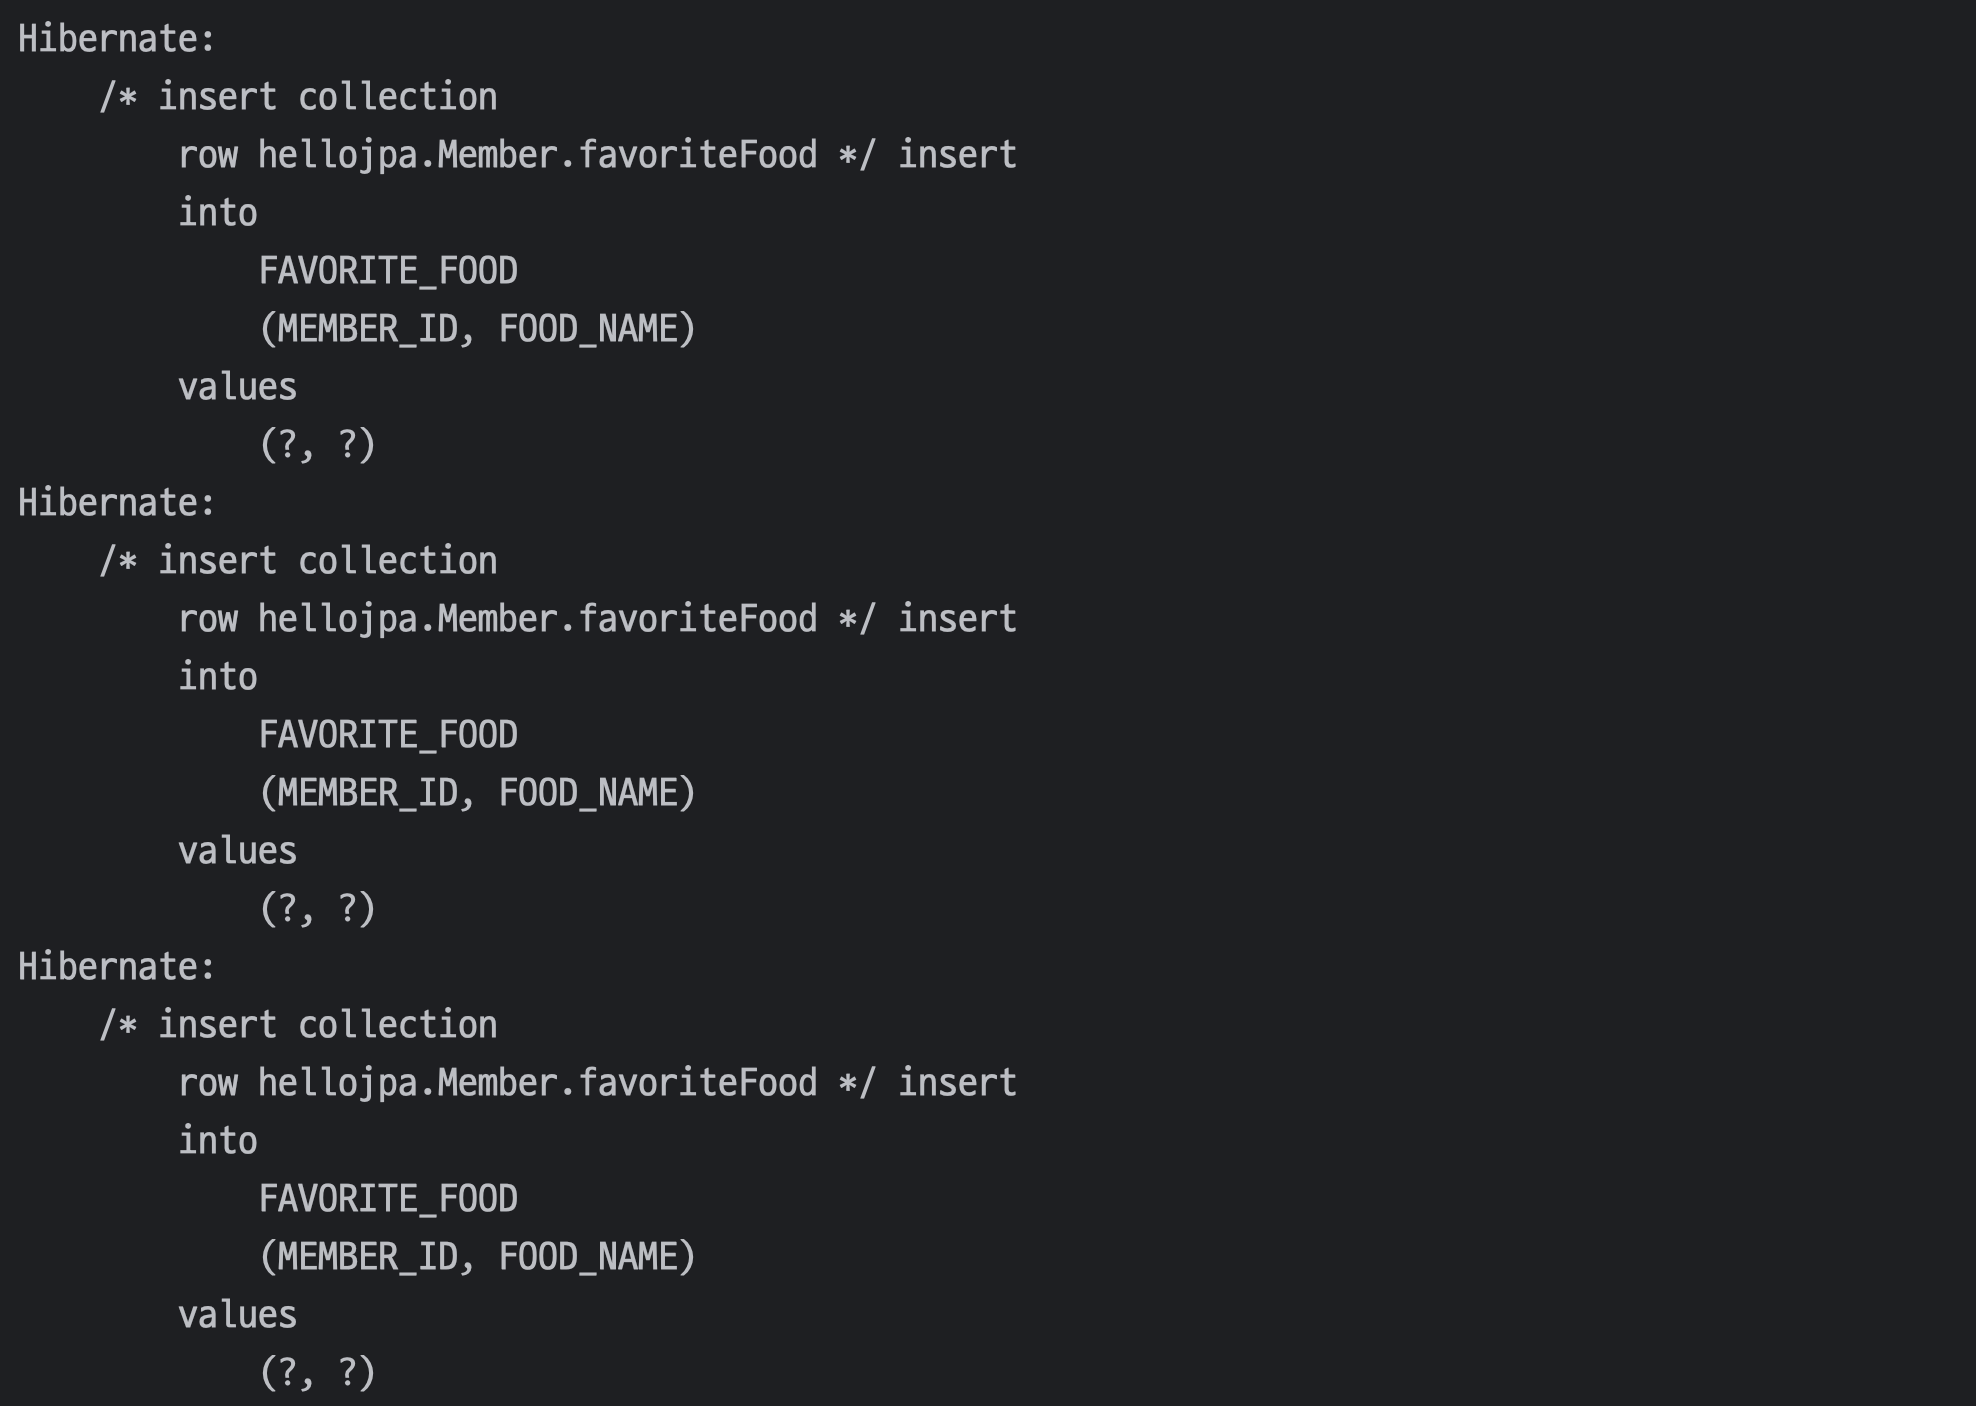 Hibernate:
/* insert collection
row hellojpa.Member.favoriteFood */ insert
into
FAVORITE_FOOD
(MEMBER_ID, FOOD_NAME)
values
(?, ?)
Hibernate:
/* insert collection
row hellojpa.Member.favoriteFood */ insert
into
FAVORITE_FOOD
(MEMBER_ID, FOOD_NAME)
values
(?, ?)
Hibernate:
/* insert collection
row hellojpa.Member.favoriteFood */ insert
into
FAVORITE_FOOD
(MEMBER_ID, FOOD_NAME)
values
(?, ?)